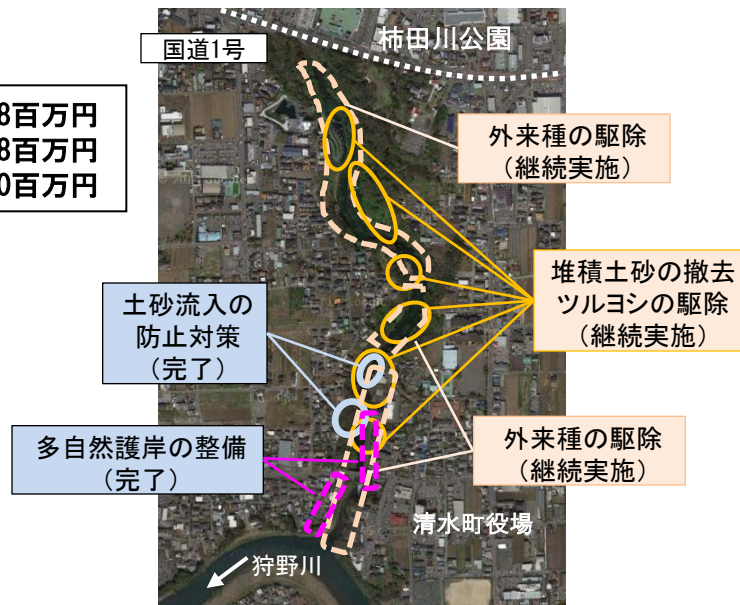 柿田川公園
国道1号
8百万円
8百万円
0百万円
外来種の駆除
（継続実施）
堆積土砂の撤去
ツルヨシの駆除
（継続実施）
土砂流入の
防止対策
（完了）
多自然護岸の整備
（完了）
外来種の駆除
（継続実施）
清水町役場
狩野川